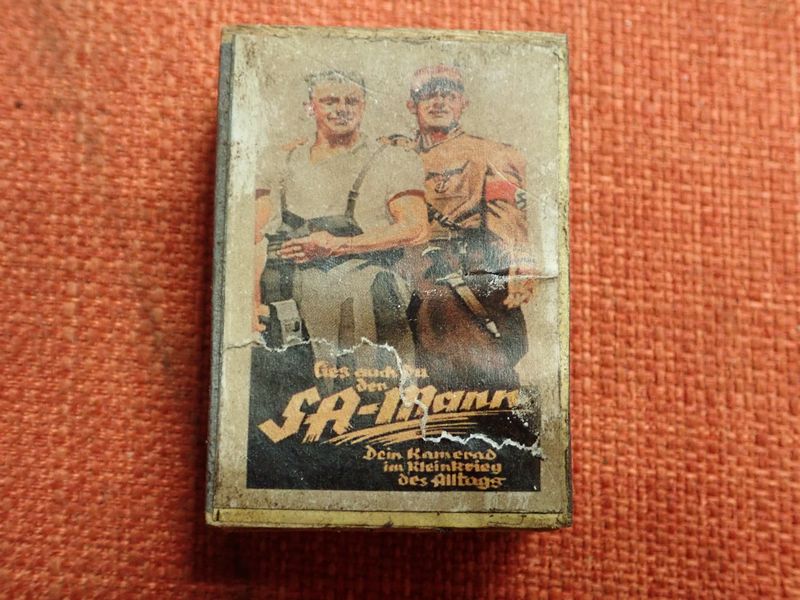 Lies auch du
den
SA-Mann
Dein Kamerad
im Kleinkrieg
des Alltags